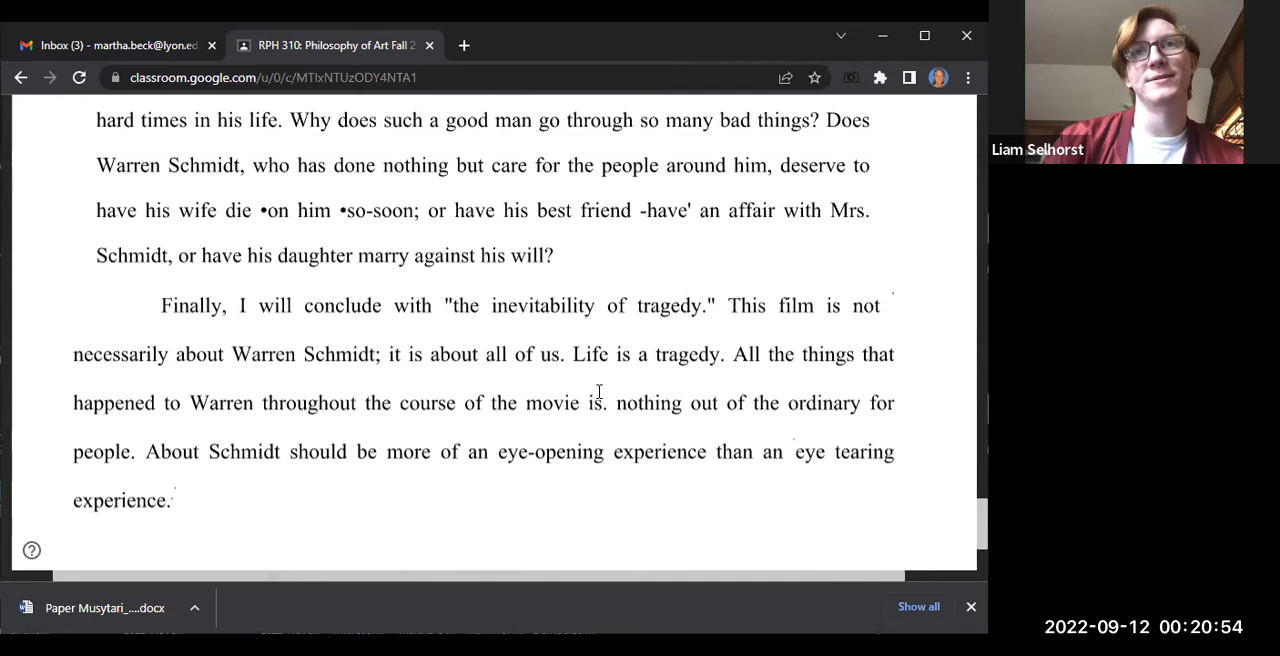 Inbox (3) - martha.beck@lyon.ed
RPH 310: Philosophy of Art Fall 2
classroom.google.com/u/0/c/MTIxNTUzODY4NTA1
hard times in his life. Why does such a good man go through so many bad things? Does
Warren Schmidt, who has done nothing but care for the people around him, deserve to
have his wife die •on him •so-soon; or have his best friend -have' an affair with Mrs.
Schmidt, or have his daughter marry against his will?
Finally, I will conclude with "the inevitability of tragedy." This film is not
necessarily about Warren Schmidt; it is about all of us. Life is a tragedy. All the things that
happened to Warren throughout the course of the movie is. nothing out of the ordinary for
people. About Schmidt should be more of an eye-opening experience than an eye tearing
experience.
Paper Musytari_....docx
Show all
Liam Selhorst
2022-09-12 00:20:54